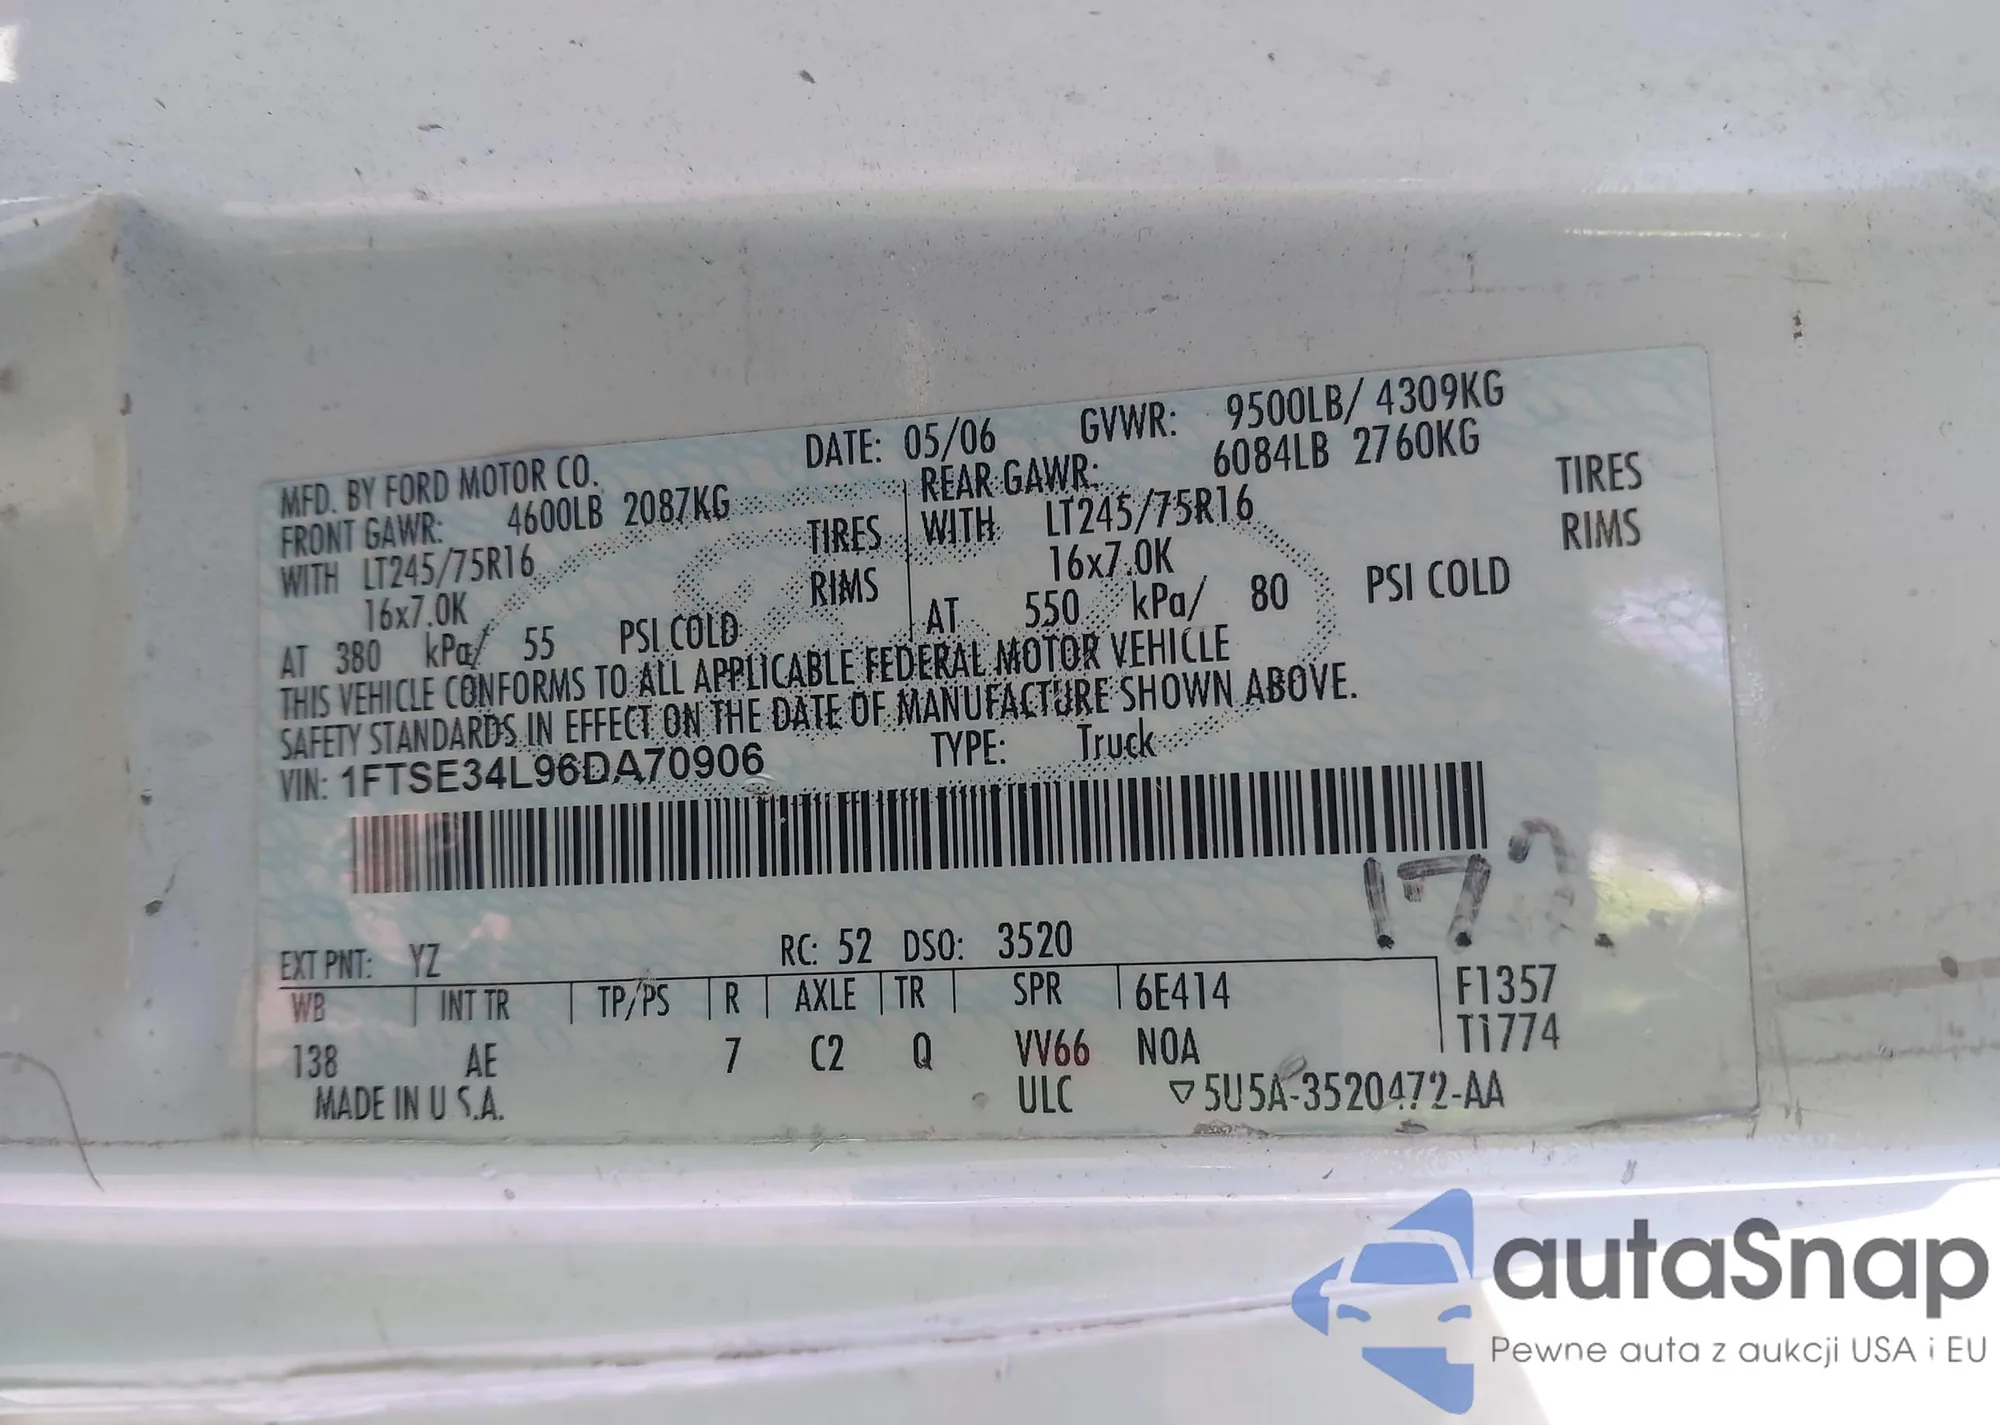 MFD. BY FORD MOTOR CO. DATE: 05/06 GVWR: 9500LB/ 4309KG
FRONT GAWR: 4600LB 2087KG REAR GAWR: 6084LB 2760KG
WITH LT245/75R16 TIRES WITH LT245/75R16 TIRES
16x7.0K RIMS 16x7.0K RIMS
AT 380 kPa/ 55 PSI COLD AT 550 kPa/ 80 PSI COLD
THIS VEHICLE CONFORMS TO ALL APPLICABLE FEDERAL MOTOR VEHICLE
SAFETY STANDARDS IN EFFECT ON THE DATE OF MANUFACTURE SHOWN ABOVE.
VIN: 1FTSE34L96DA70906 TYPE: Truck
EXT PNT: YZ RC: 52 DSO: 3520
WB INT TR TP/PS R AXLE TR SPR 6E414 F1357
138 AE 7 C2 Q VV66 NOA T1774
MADE IN U S.A. ULC ▽5U5A-3520472-AA
autaSnap
Pewne auta z aukcji USA i EU